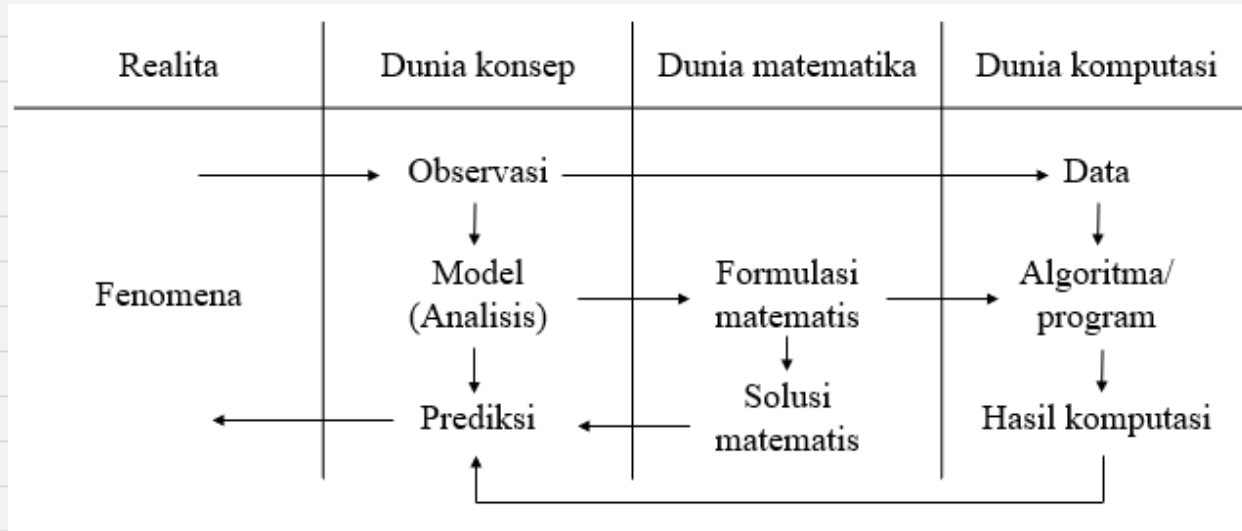 Realita
Dunia konsep
Dunia matematika
Dunia komputasi
Observasi
Data
Fenomena
Model
(Analisis)
Formulasi
matematis
Algoritma/
program
Prediksi
Solusi
matematis
Hasil komputasi